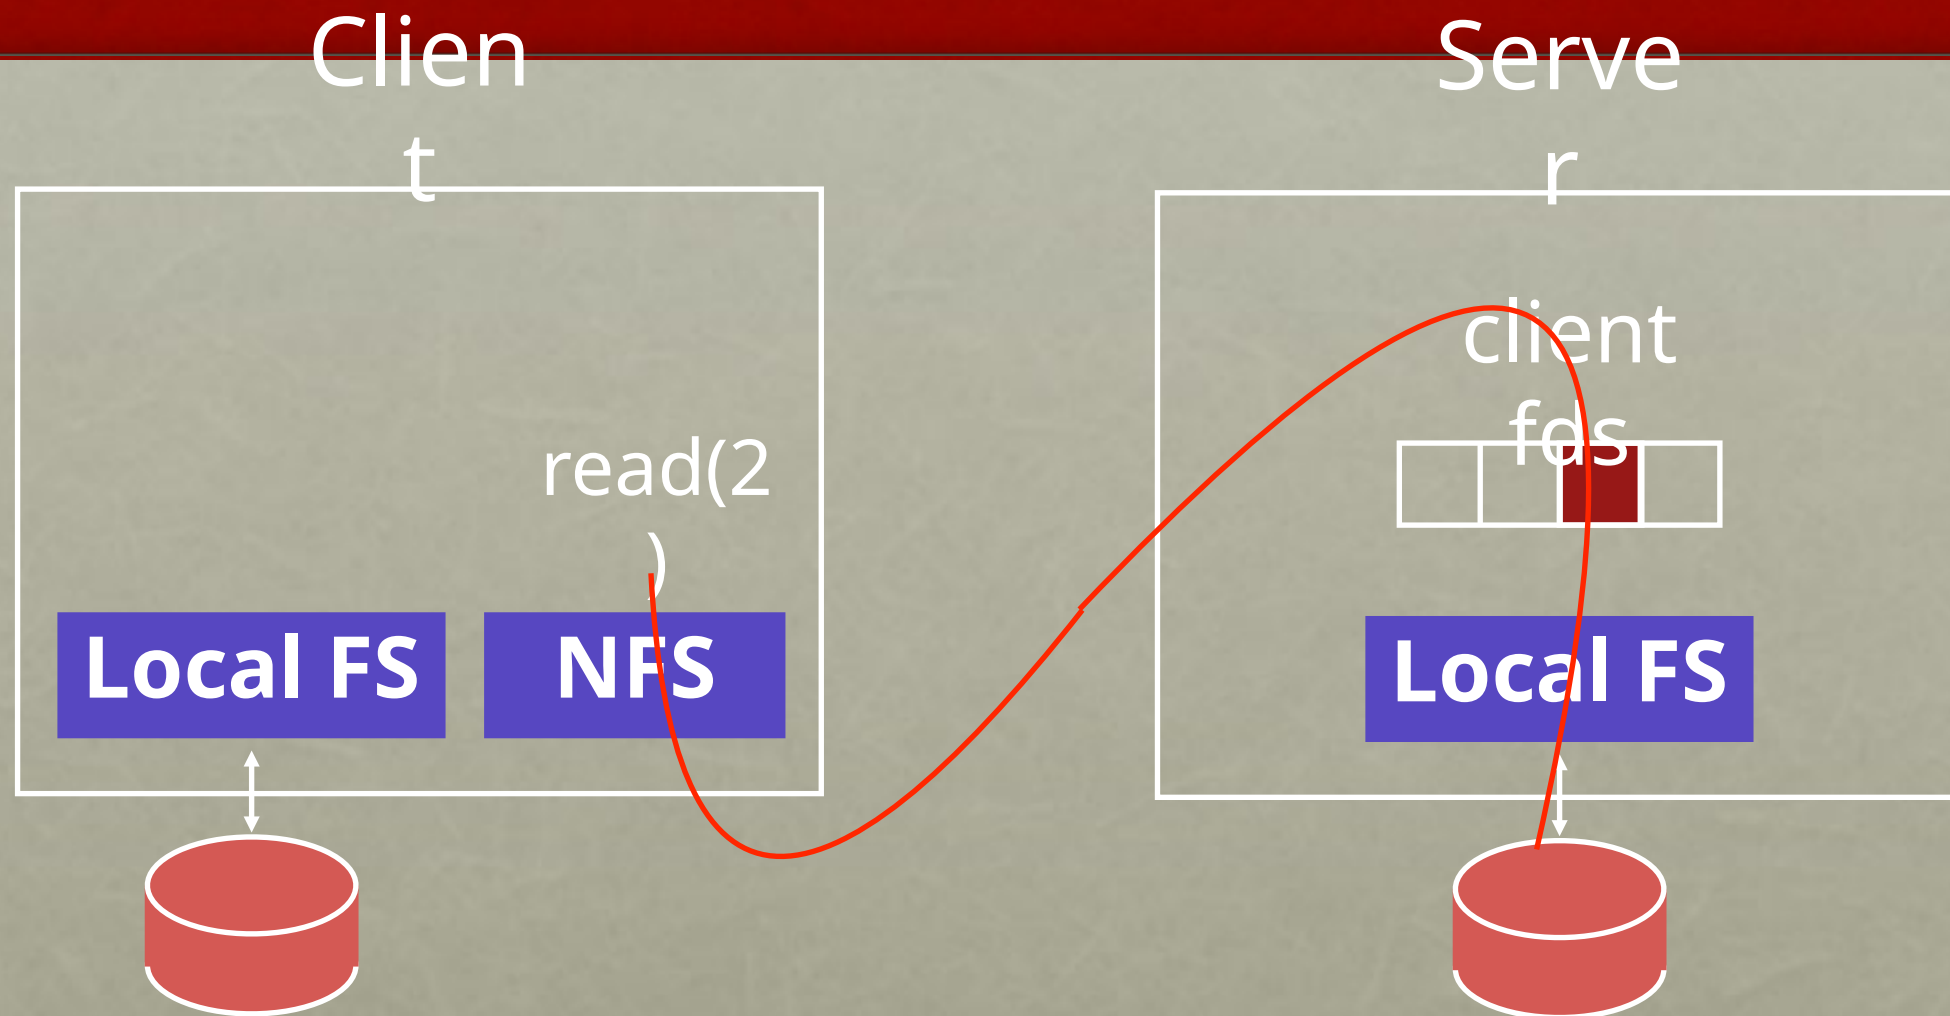 Clien
t
Serve
r
client
fds
read(2
)
Local FS
NFS
Local FS